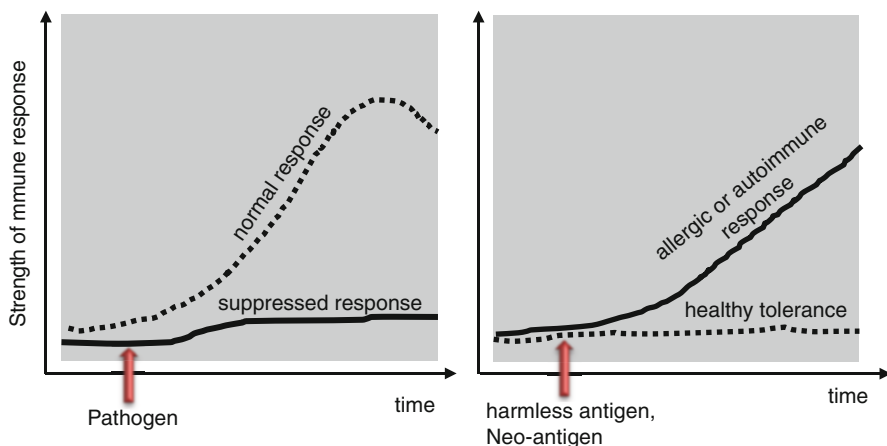 Strength of mmune response
normal response
suppressed response
Pathogen
time
allergic or autoimmune
response
healthy tolerance
harmless antigen,
Neo-antigen
time